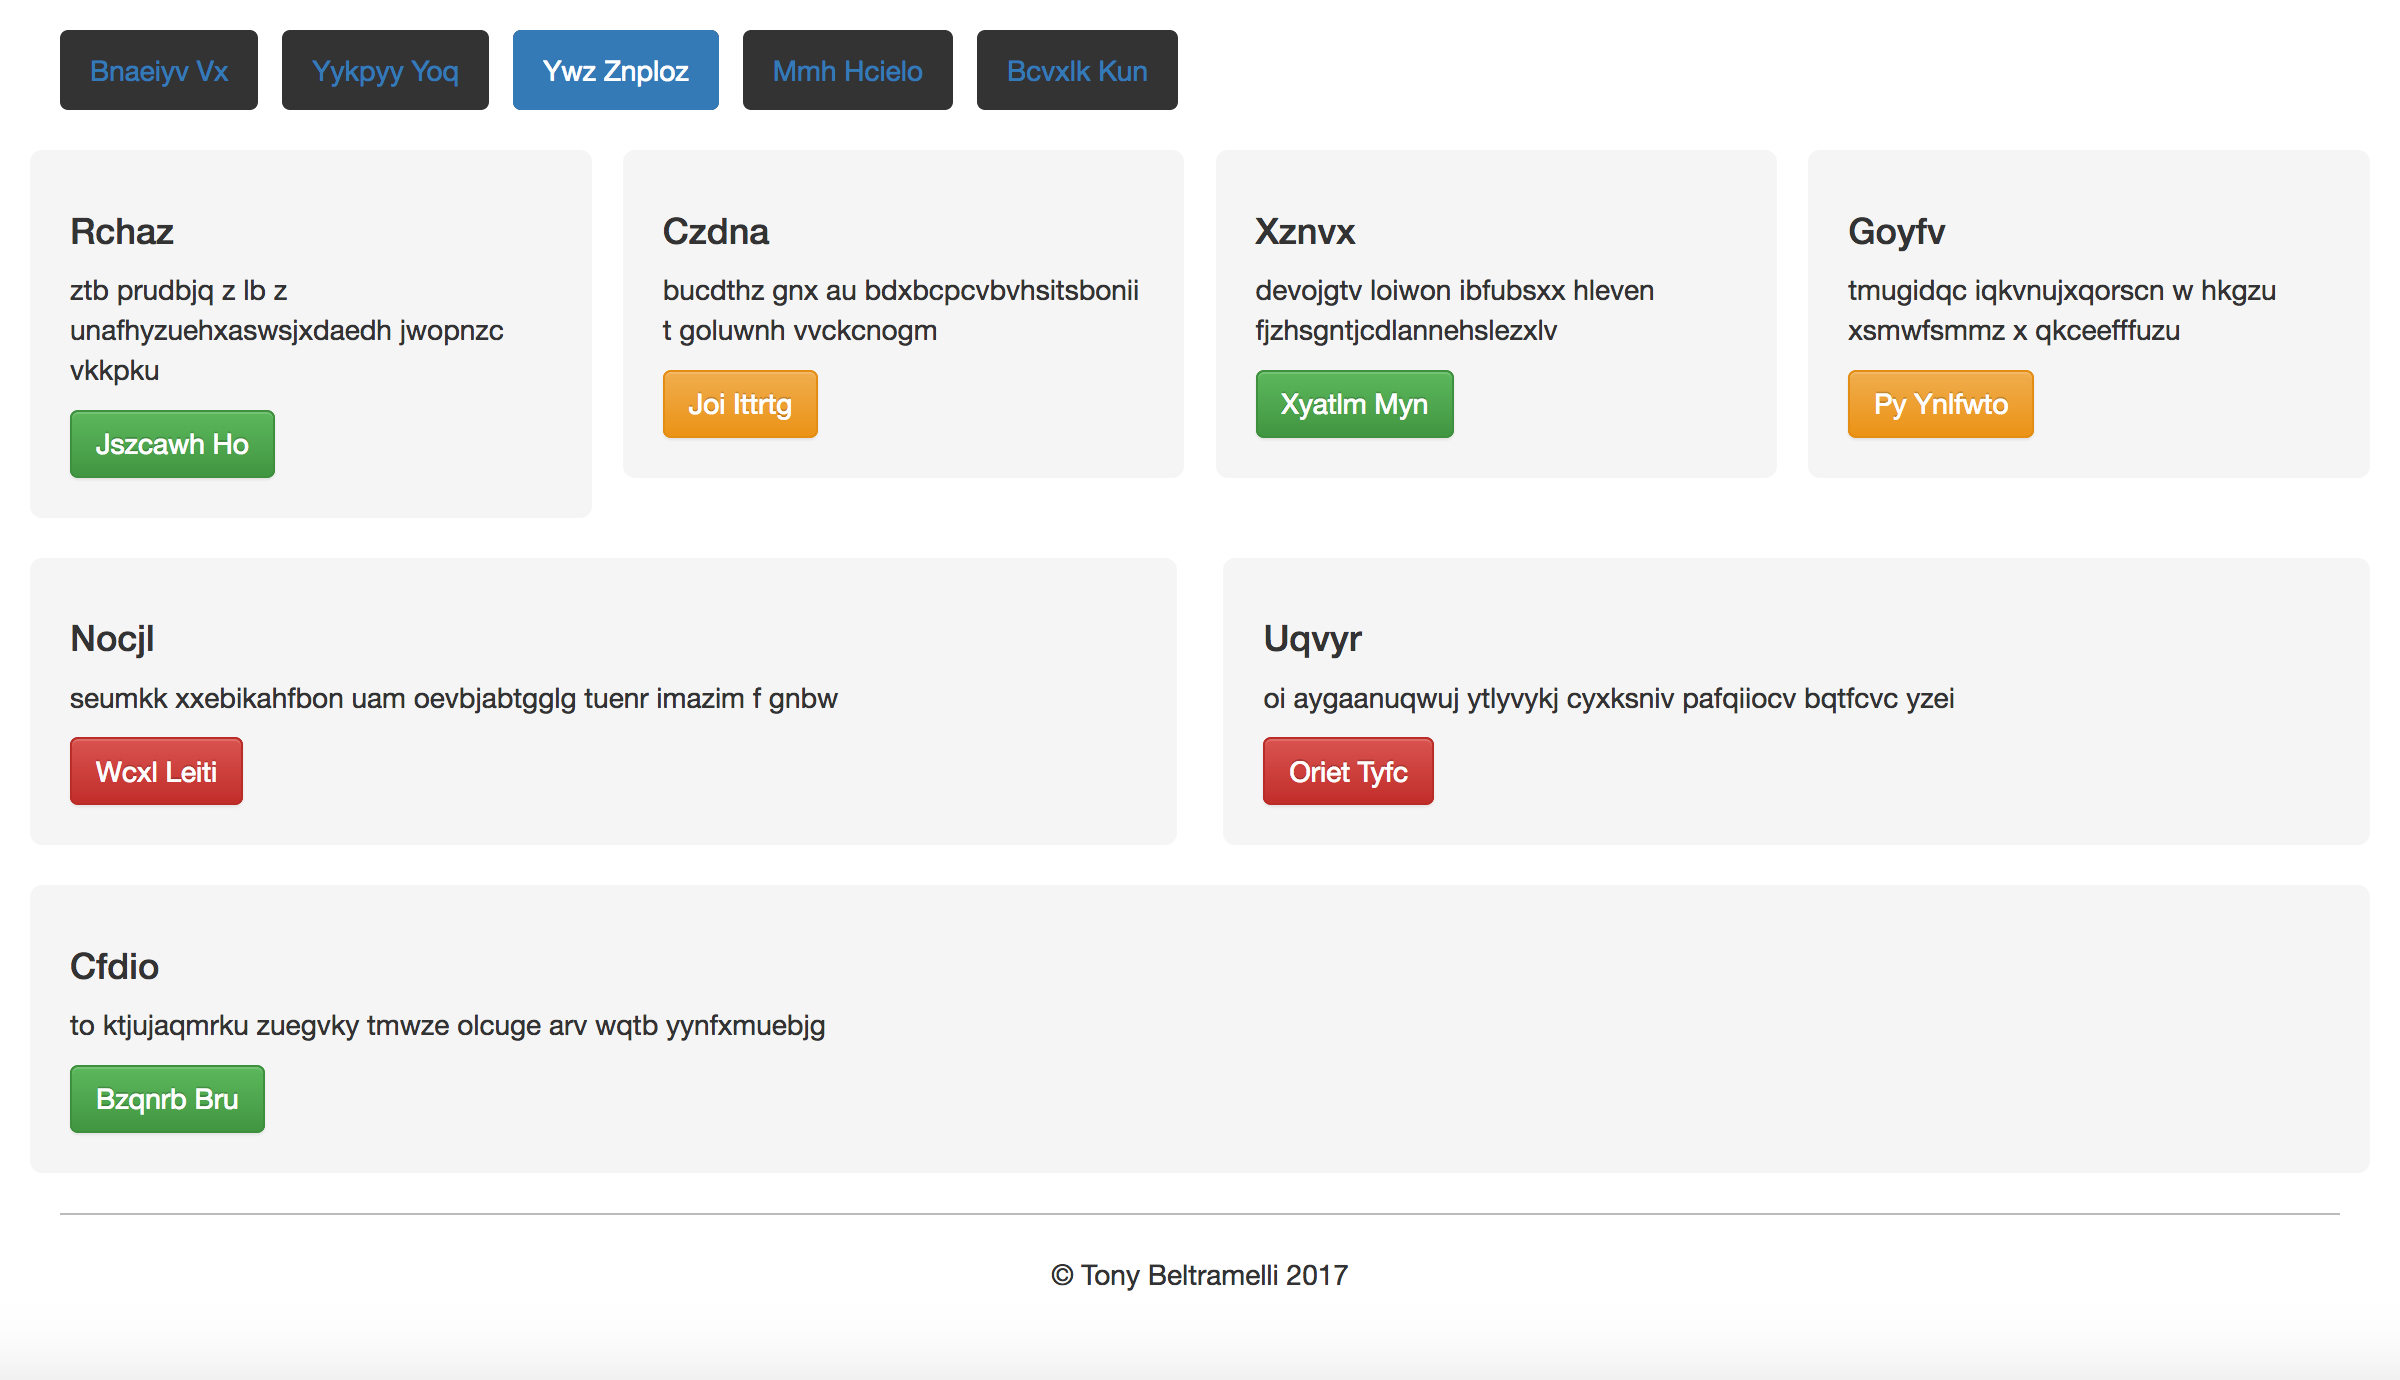 Bnaeiyv Vx
Yykpyy Yoq
Ywz Znploz
Mmh Hcielo
Bcvxlk Kun
Rchaz
ztb prudbjq z lb z
unafhyzuehxaswsjxdaedh jwopnzc
vkkpku
Jszcawh Ho
Czdna
bucdthz gnx au bdxbcpcvbvhsitsbonii
t goluwnh vvckcnogm
Joi Ittrtg
Xznvx
devojgtv loiwon ibfubsxx hleven
fjzhsgntjcdlannehslezxlv
Xyatlm Myn
Goyfv
tmugidqc iqkvnujxqorscn w hkgzu
xsmwfsmmz x qkceefffuzu
Py Ynlfwto
Nocjl
seumkk xxebikahfbon uam oevbjabtgglg tuenr imazim f gnbw
Wcxl Leiti
Uqvyr
oi aygaanuqwuj ytlyvykj cyxksniv pafqiiocv bqtfcvc yzei
Oriet Tyfc
Cfdio
to ktjujaqmrku zuegvky tmwze olcuge arv wqtb yynfxmuebjg
Bzqnrb Bru
© Tony Beltramelli 2017